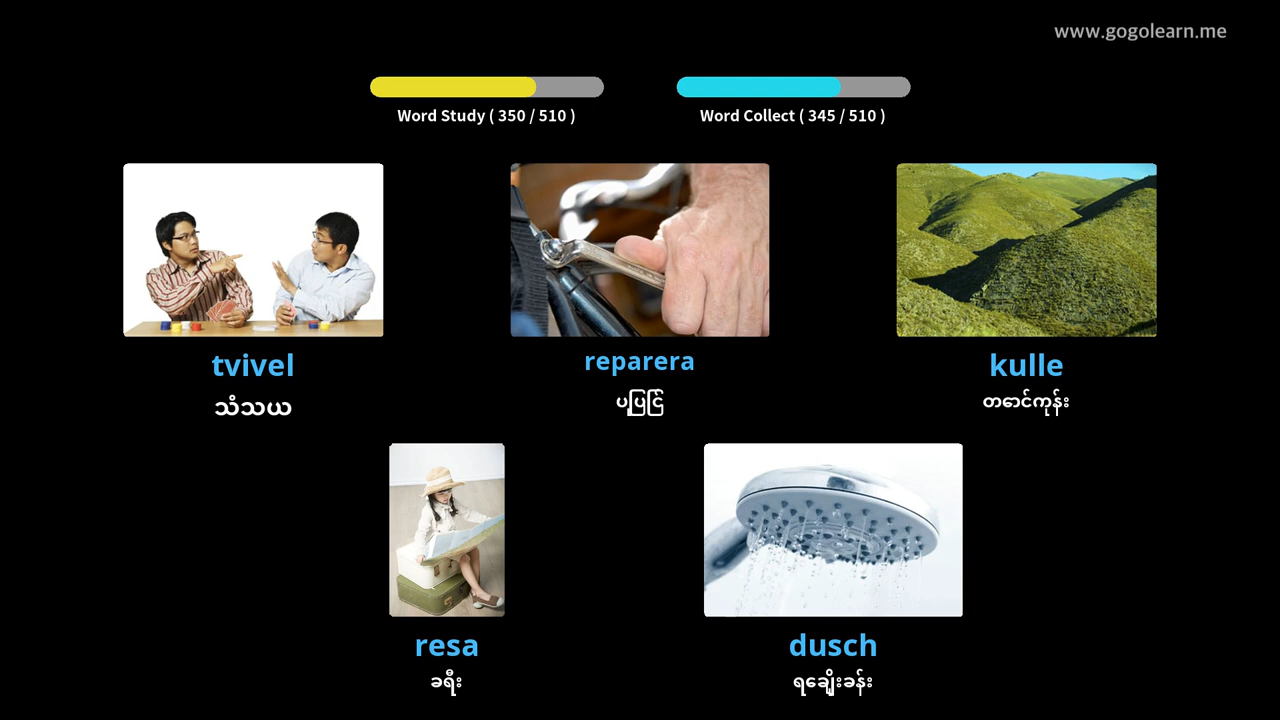 www.gogolearn.me
Word Study ( 350 / 510 )
Word Collect ( 345 / 510 )
tvivel
သံသယ
reparera
ပြုပြင်
kulle
တောင်ကုန်း
resa
ခရီး
dusch
ရေချိုးခန်း